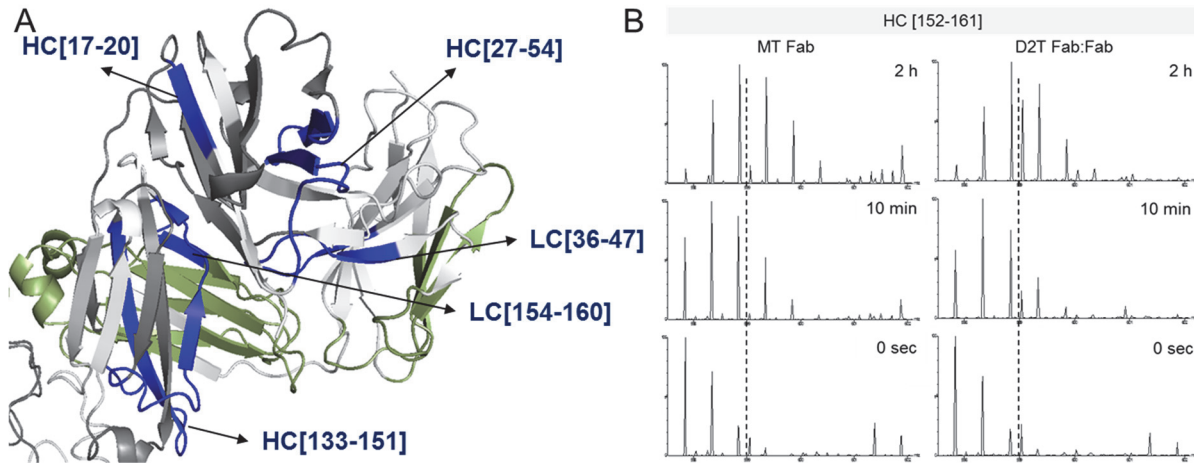 A
HC[17-20]
HC[27-54]
LC[36-47]
LC[154-160]
HC[133-151]
B
HC [152-161]
MT Fab
D2T Fab:Fab
2 h
2 h
10 min
10 min
0 sec
0 sec